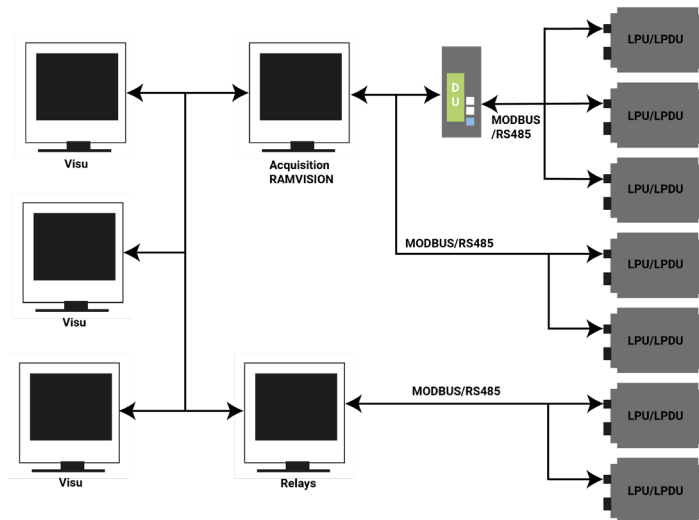 LPU/LPDU
D
U
MODBUS
/RS485
LPU/LPDU
Visu
Acquisition
RAMVISION
LPU/LPDU
MODBUS/RS485
LPU/LPDU
Visu
LPU/LPDU
MODBUS/RS485
LPU/LPDU
Visu
Relays
LPU/LPDU